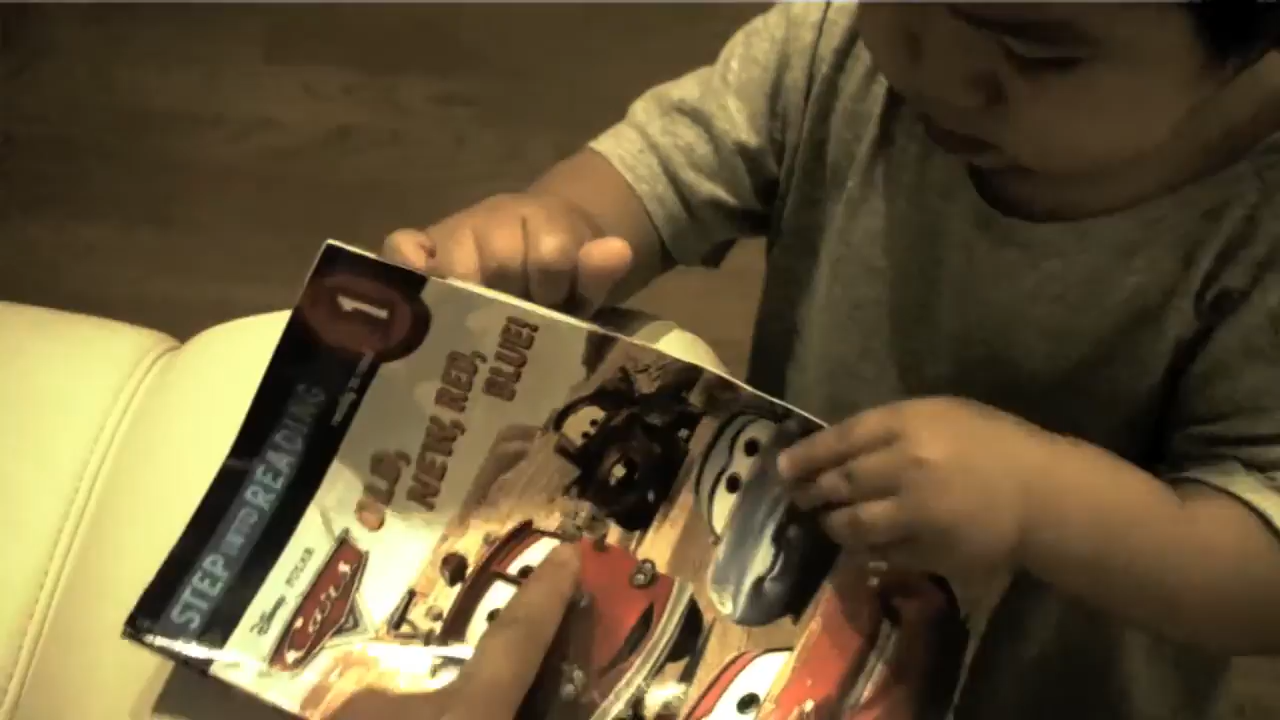 1
STEP INTO READING
OLD,
NEW, RED,
BLUE!
DISNEY · PIXAR
Cars